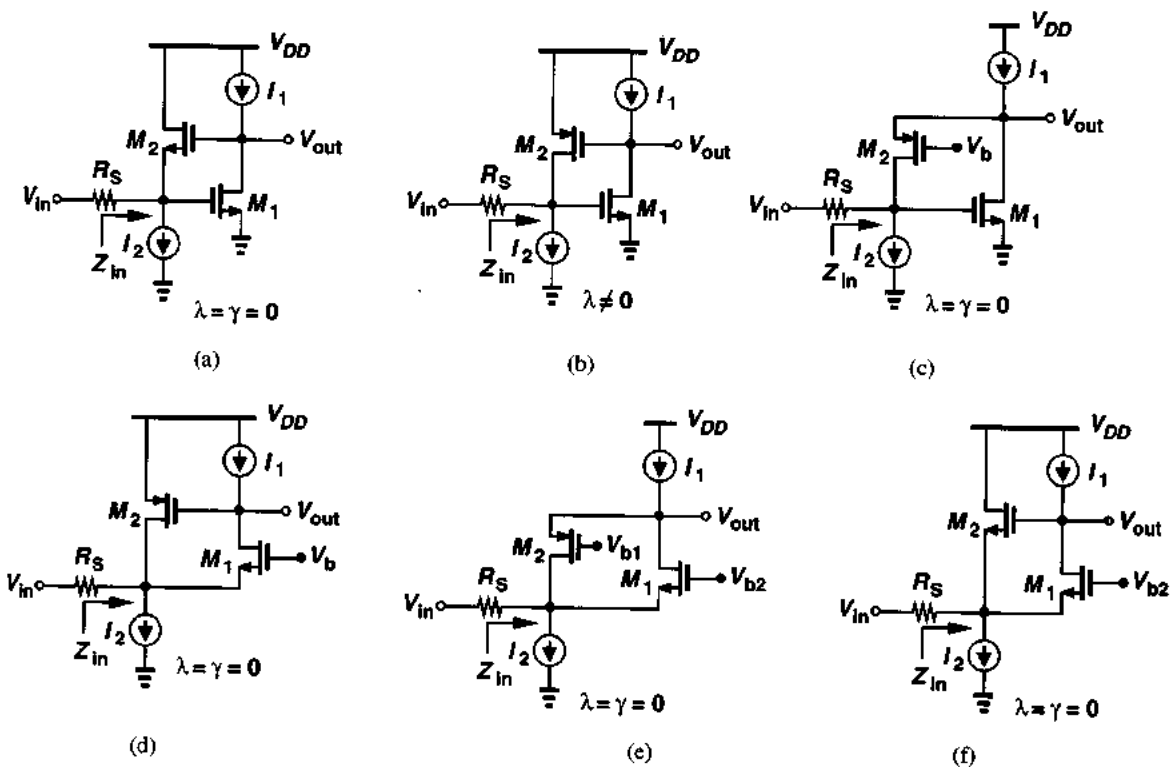 V_DD
I_1
M_2
V_out
R_S
V_in
M_1
I_2
Z_in
λ = γ = 0
(a)
V_DD
I_1
M_2
V_out
R_S
V_in
M_1
I_2
Z_in
λ ≠ 0
(b)
V_DD
I_1
V_out
M_2
V_b
R_S
V_in
M_1
I_2
Z_in
λ = γ = 0
(c)
V_DD
I_1
M_2
V_out
M_1
V_b
R_S
V_in
I_2
Z_in
λ = γ = 0
(d)
V_DD
I_1
V_out
M_2
V_b1
M_1
V_b2
R_S
V_in
I_2
Z_in
λ = γ = 0
(e)
V_DD
I_1
M_2
V_out
M_1
V_b2
R_S
V_in
I_2
Z_in
λ = γ = 0
(f)